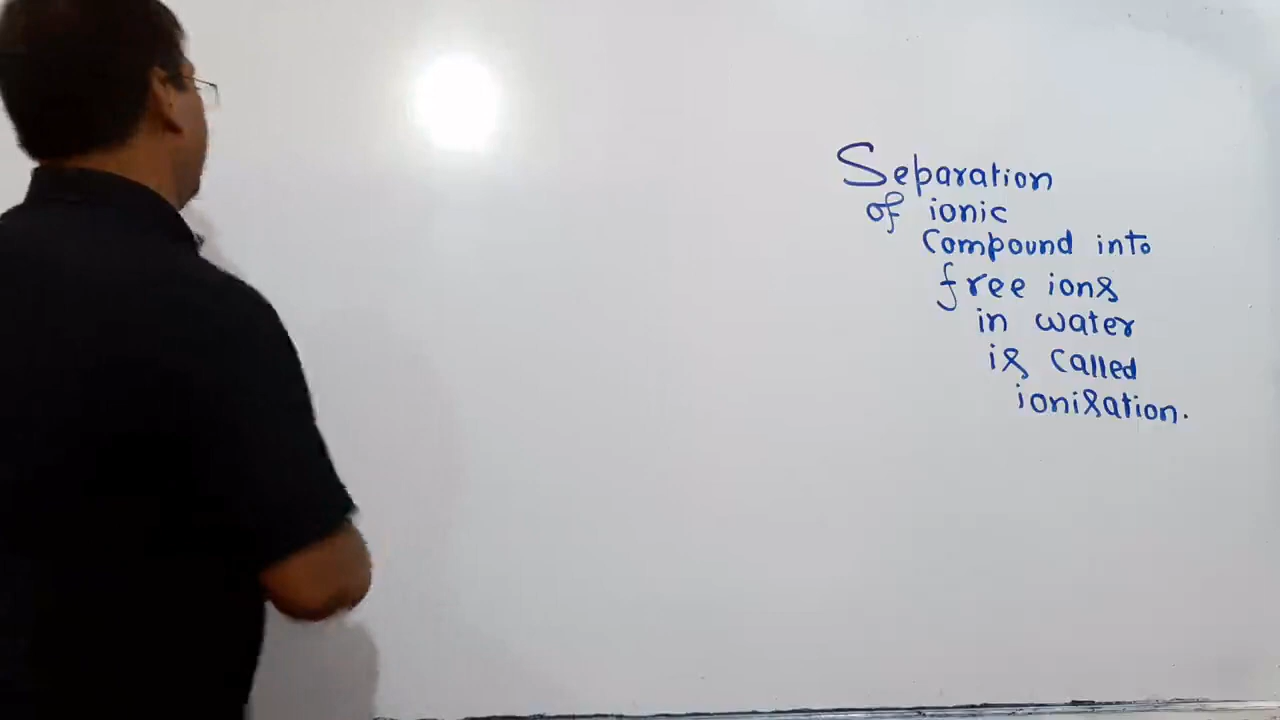 Separation
of ionic
Compound into
free ions
in water
is called
ionisation.